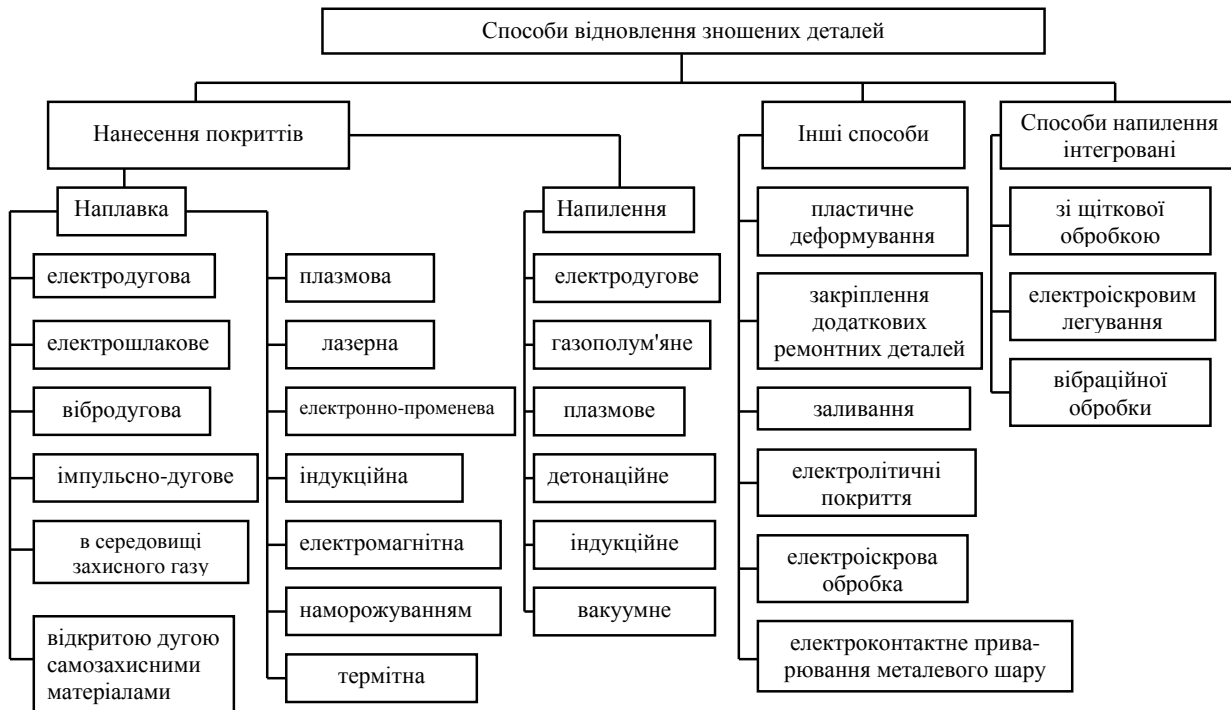 Способи відновлення зношених деталей
Нанесення покриттів
Інші способи
Способи напилення
інтегровані
Наплавка
електродугова
електрошлакове
вібродугова
імпульсно-дугове
в середовищі
захисного газу
відкритою дугою
самозахисними
матеріалами
плазмова
лазерна
електронно-променева
індукційна
електромагнітна
наморожуванням
термітна
Напилення
електродугове
газополум'яне
плазмове
детонаційне
індукційне
вакуумне
пластичне
деформування
закріплення
додаткових
ремонтних деталей
заливання
електролітичні
покриття
електроіскрова
обробка
електроконтактне прива-
рювання металевого шару
зі щіткової
обробкою
електроіскровим
легування
вібраційної
обробки